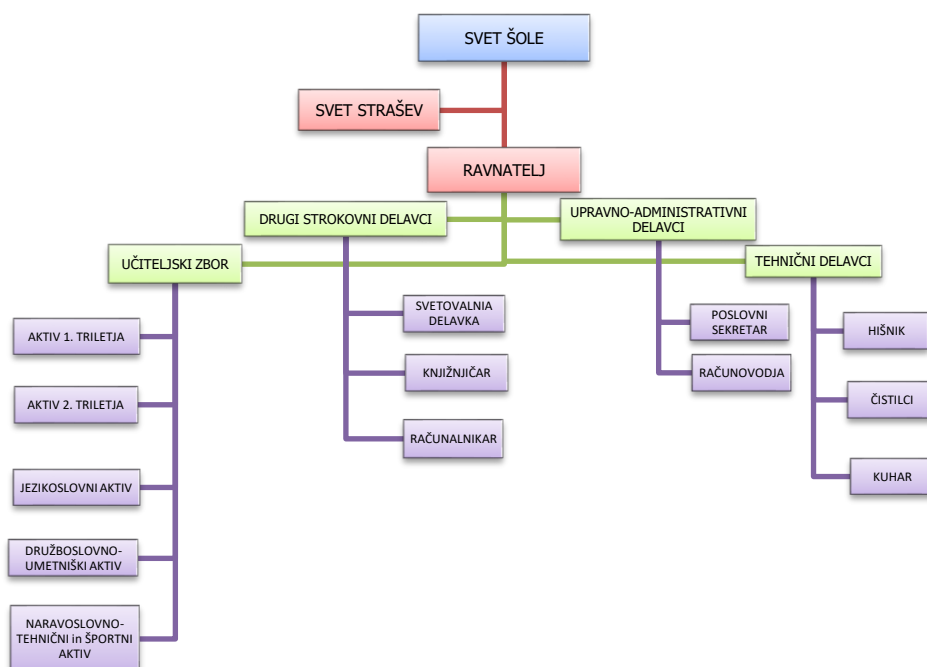 SVET ŠOLE
SVET STRAŠEV
RAVNATELJ
DRUGI STROKOVNI DELAVCI
UPRAVNO-ADMINISTRATIVNI
DELAVCI
UČITELJSKI ZBOR
TEHNIČNI DELAVCI
AKTIV 1. TRILETJA
AKTIV 2. TRILETJA
JEZIKOSLOVNI AKTIV
DRUŽBOSLOVNO-
UMETNIŠKI AKTIV
NARAVOSLOVNO-
TEHNIČNI in ŠPORTNI
AKTIV
SVETOVALNIA
DELAVKA
KNJIŽNJIČAR
RAČUNALNIKAR
POSLOVNI
SEKRETAR
RAČUNOVODJA
HIŠNIK
ČISTILCI
KUHAR